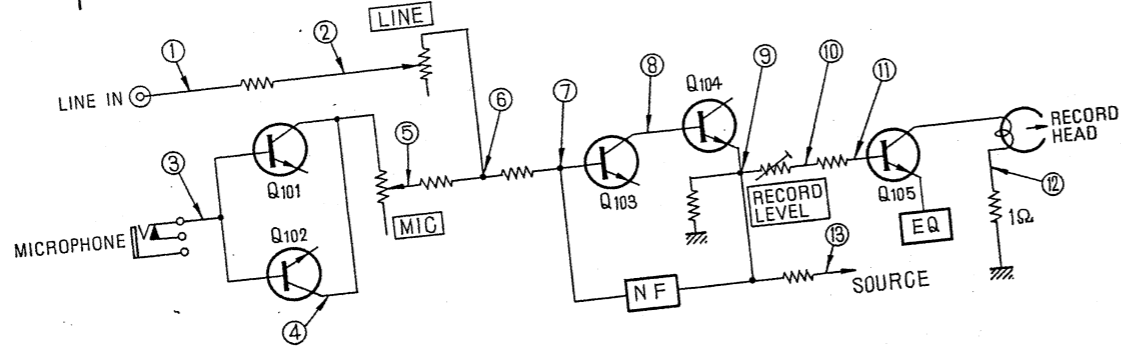 LINE
①
②
LINE IN
③
MICROPHONE
Q101
Q102
④
⑤
MIC
⑥
⑦
Q103
⑧
Q104
⑨
⑩
⑪
RECORD
LEVEL
Q105
EQ
RECORD
HEAD
⑫
1Ω
NF
⑬
SOURCE